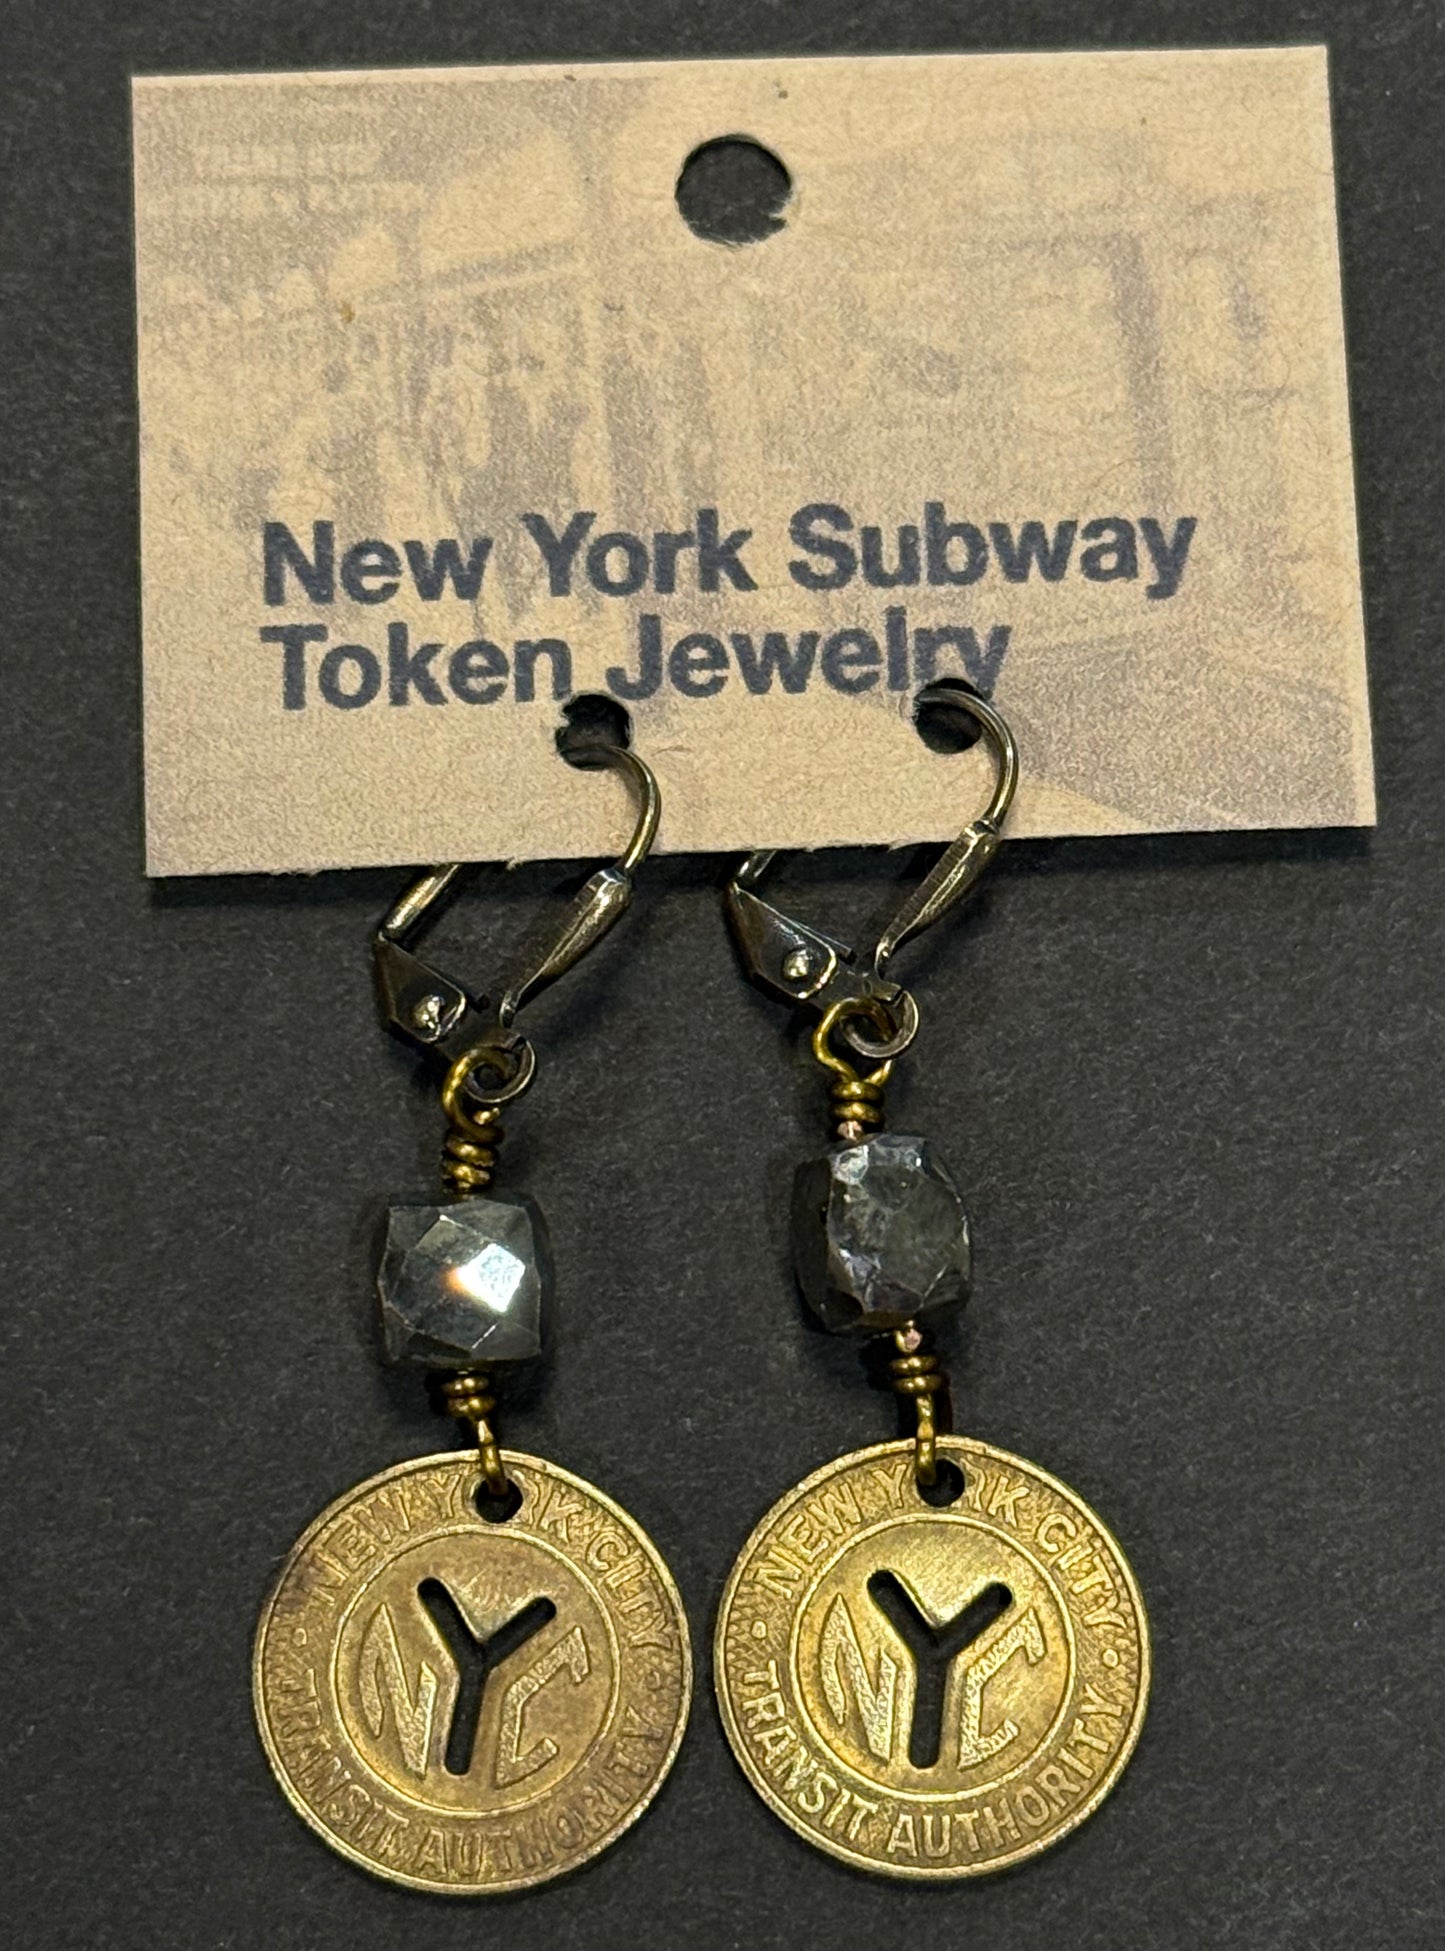 New York Subway
Token Jewelry
NEW YORK CITY
NYC
TRANSIT AUTHORITY
NEW YORK CITY
NYC
TRANSIT AUTHORITY